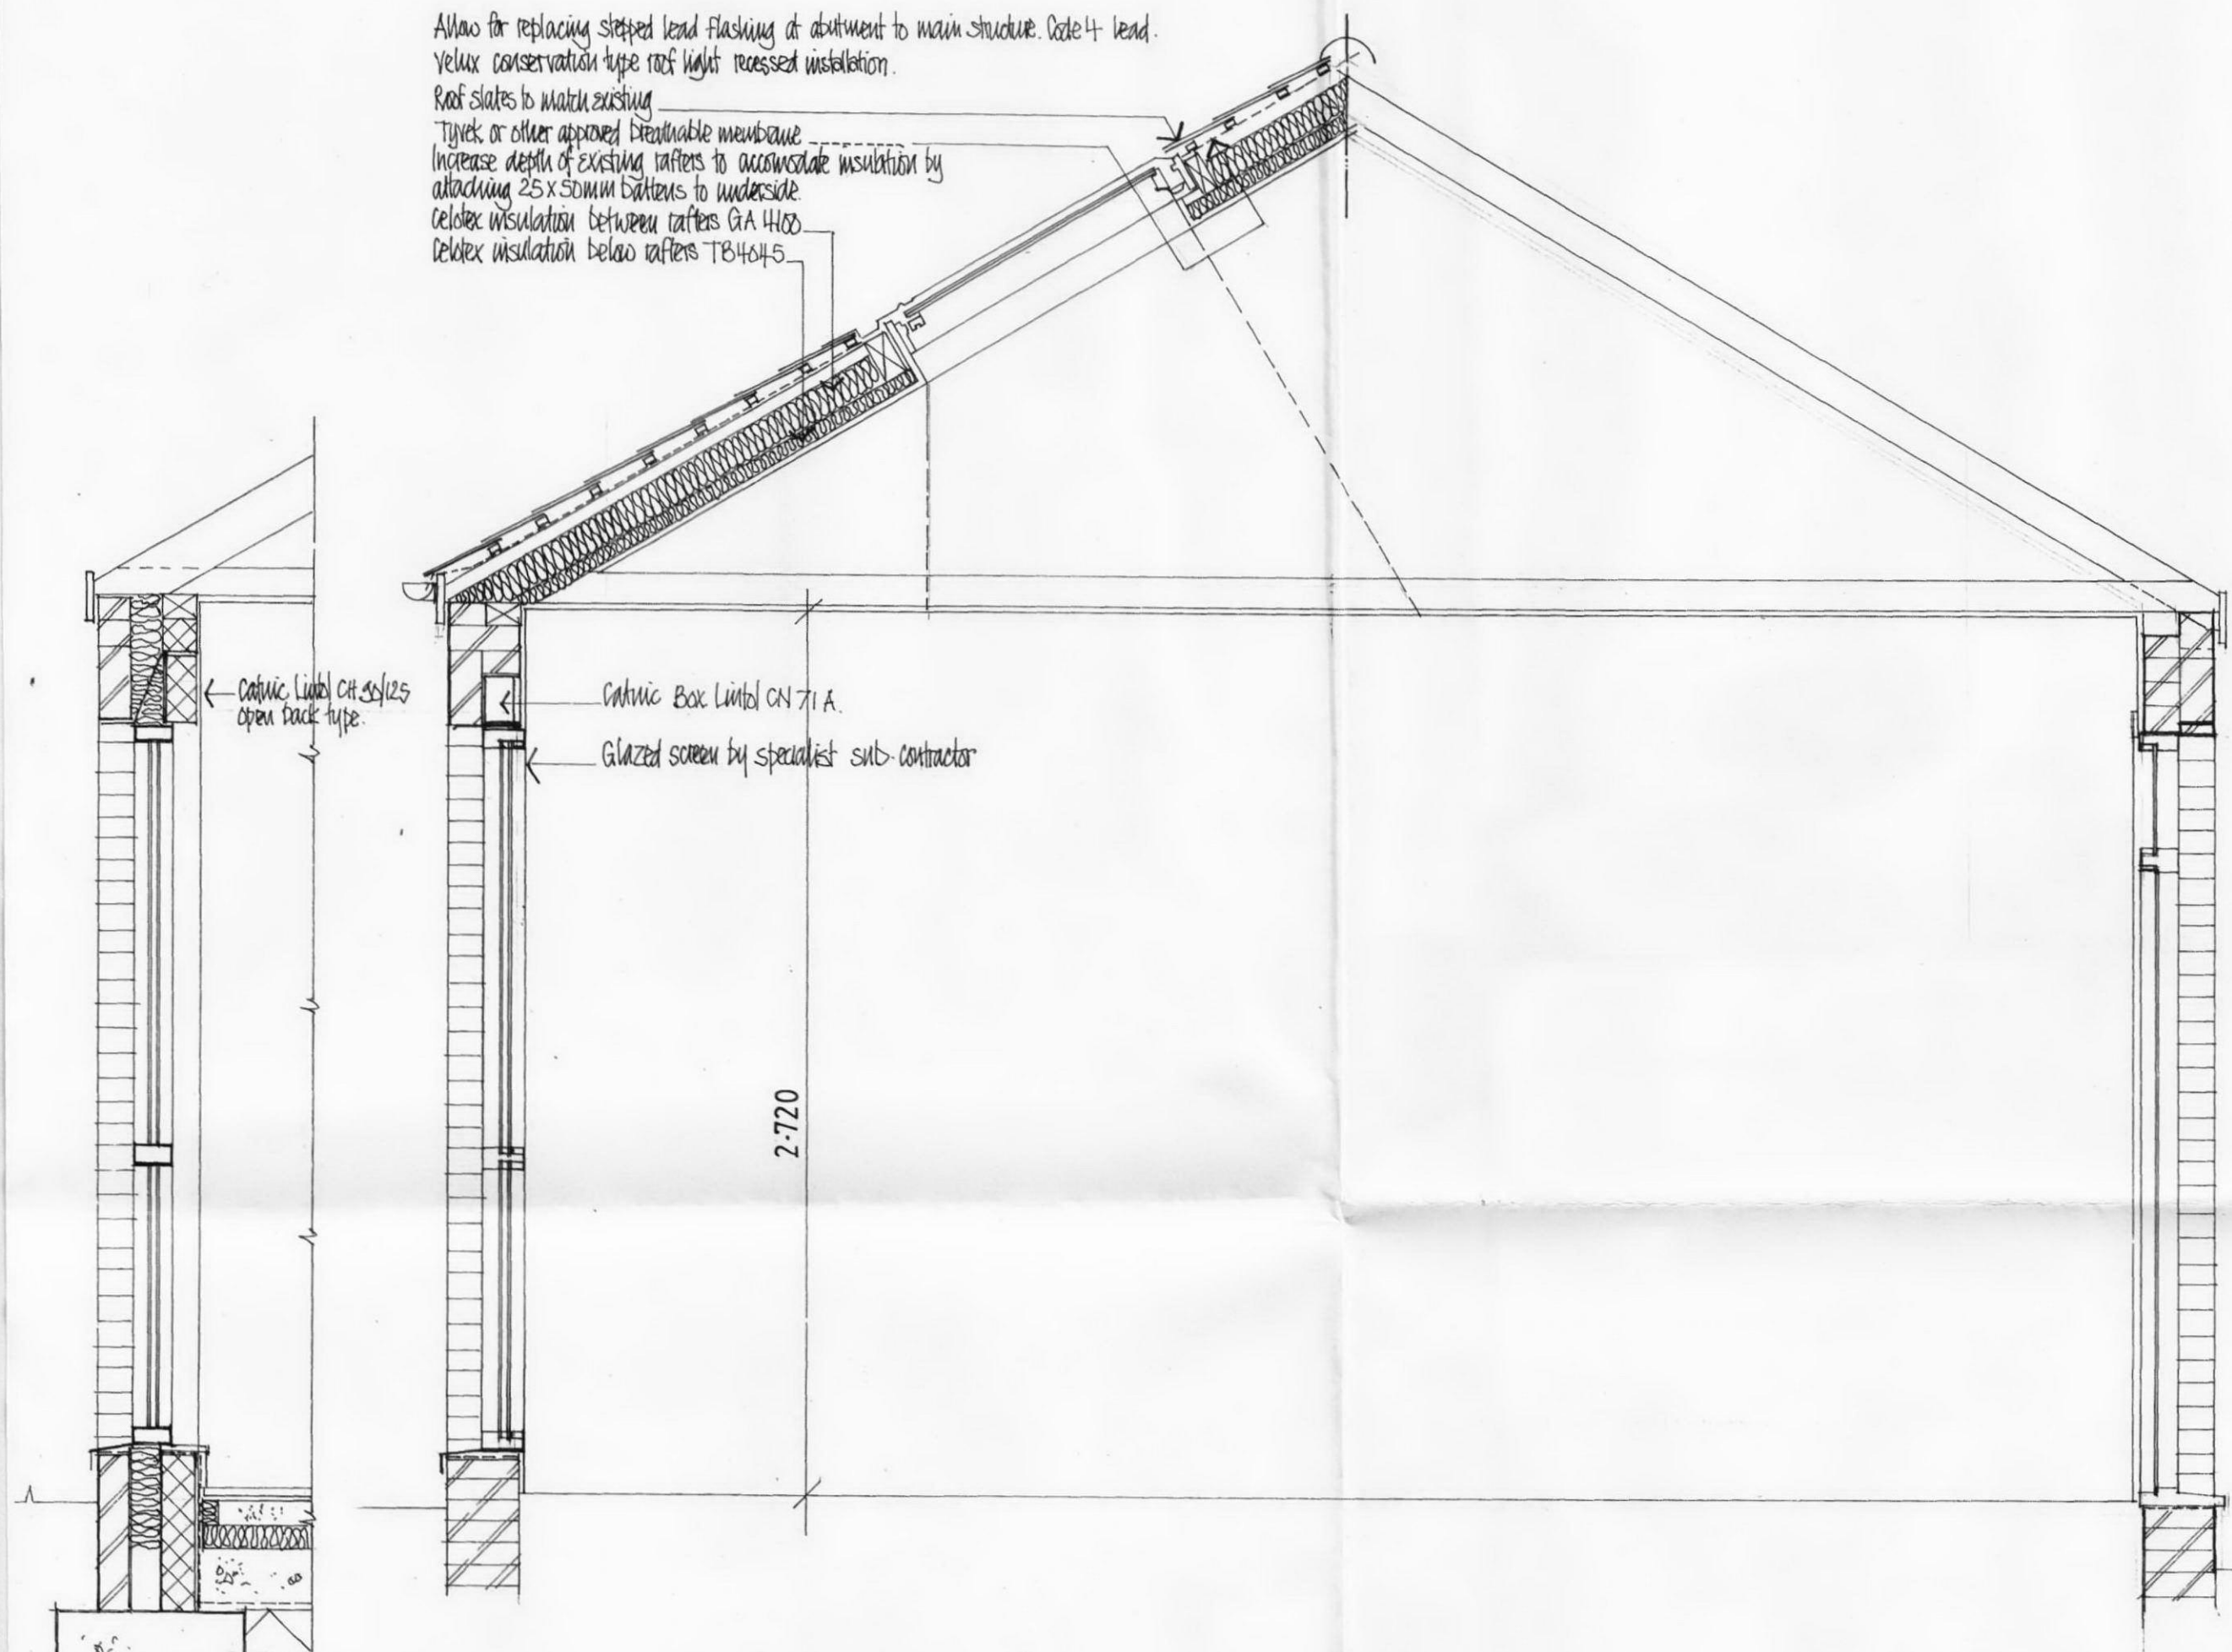 Allow for replacing stepped lead flashing at abutment to main structure. Code 4 lead.
Velux conservation type roof light recessed installation.
Roof slates to match existing
Tyvek or other approved breathable membrane
Increase depth of existing rafters to accomodate insulation by
attaching 25 x 50mm battens to underside.
Celotex insulation between rafters GA 4100
Celotex insulation below rafters TB4045
Catnic Lintol CH 90/125
open back type.
Catnic Box Lintol CN 71 A.
Glazed screen by specialist sub-contractor
2·720